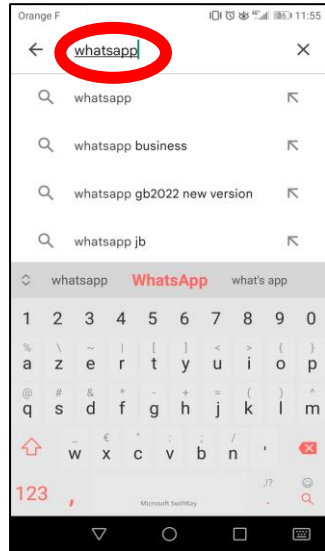 Orange F 11:55
whatsapp
whatsapp
whatsapp business
whatsapp gb2022 new version
whatsapp jb
whatsapp WhatsApp what's app
1 2 3 4 5 6 7 8 9 0
% \ ~ | [ ] < > { }
a z e r t y u i o p
@ # & * - + = ( ) ^
q s d f g h j k l m
_ € " : ; /
w x c v b n '
123 , Microsoft SwiftKey ,!? .